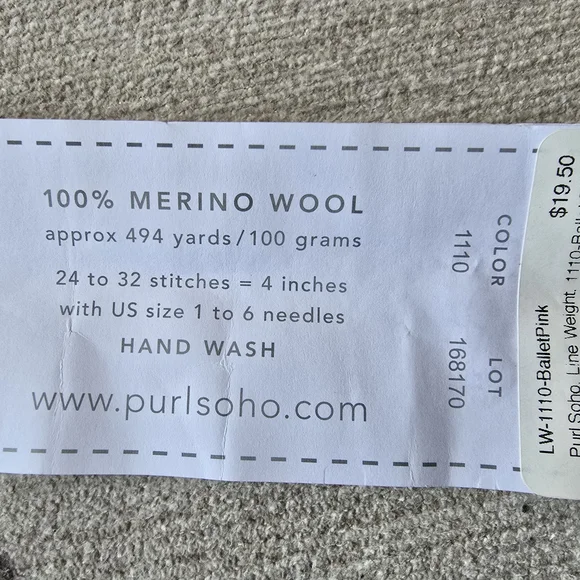 100% MERINO WOOL
approx 494 yards/100 grams
24 to 32 stitches = 4 inches
with US size 1 to 6 needles
HAND WASH
www.purlsoho.com
COLOR
1110
LOT
168170
$19.50
LW-1110-BalletPink
Purl Soho, Line Weight, 1110-Ball